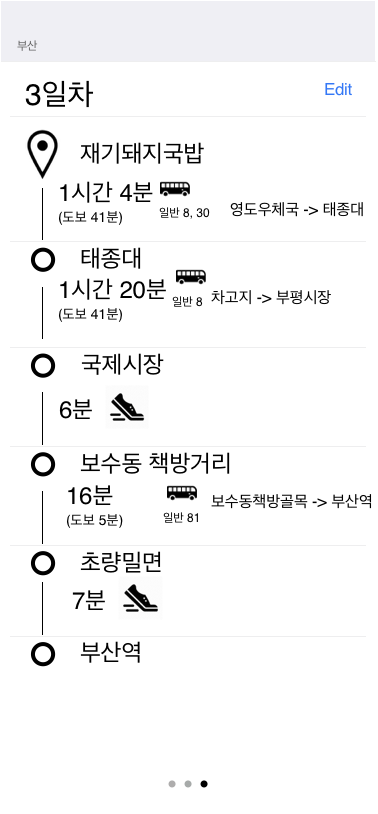 부산
3일차
Edit
재기돼지국밥
1시간 4분
(도보 41분)
일반 8, 30
영도우체국 -> 태종대
태종대
1시간 20분
(도보 41분)
일반 8
차고지 -> 부평시장
국제시장
6분
보수동 책방거리
16분
(도보 5분)
일반 81
보수동책방골목 -> 부산역
초량밀면
7분
부산역